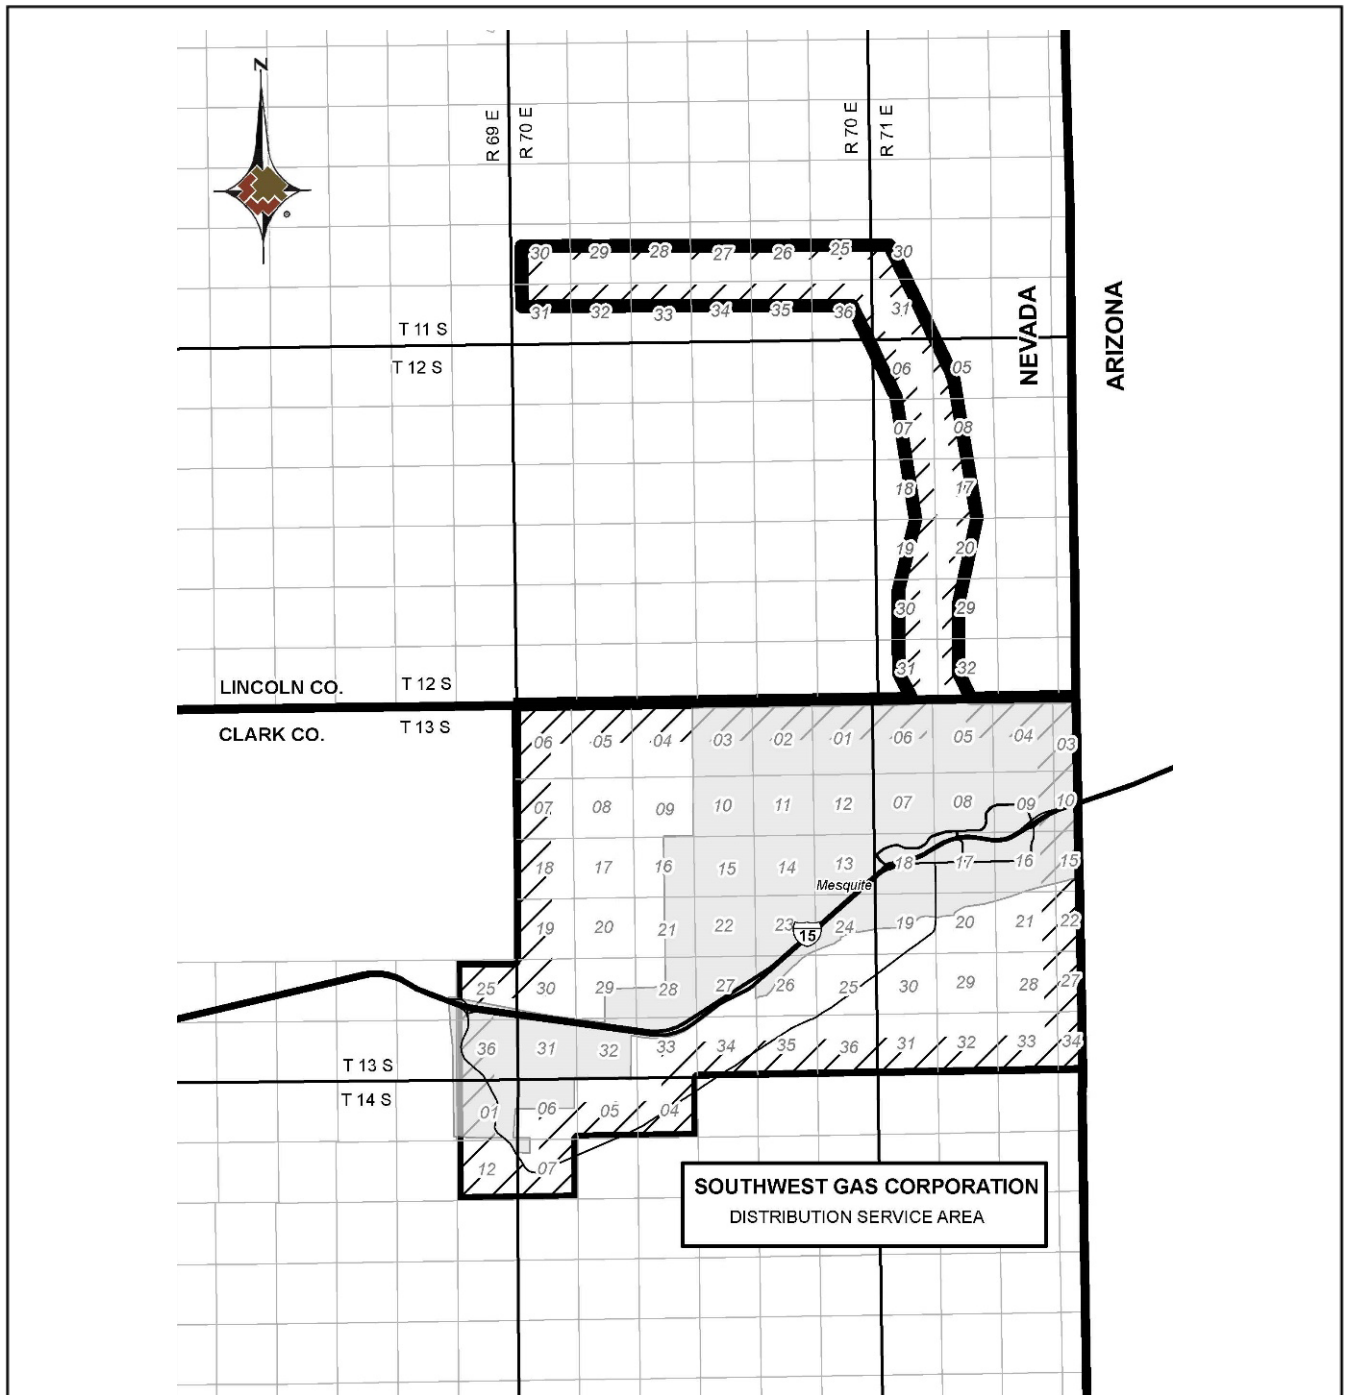 N
R 69 E
R 70 E
R 70 E
R 71 E
30 29 28 27 26 25 30
31 32 33 34 35 36 31
T 11 S
T 12 S
NEVADA
ARIZONA
06 05
07 08
18 17
19 20
30 29
31 32
LINCOLN CO.
T 12 S
CLARK CO.
T 13 S
06 05 04 03 02 01 06 05 04 03
07 08 09 10 11 12 07 08 09 10
18 17 16 15 14 13 18 17 16 15
Mesquite
19 20 21 22 23 24 19 20 21 22
15
25 30 29 28 27 26 25 30 29 28 27
36 31 32 33 34 35 36 31 32 33 34
T 13 S
T 14 S
01 06 05 04
12 07
SOUTHWEST GAS CORPORATION
DISTRIBUTION SERVICE AREA